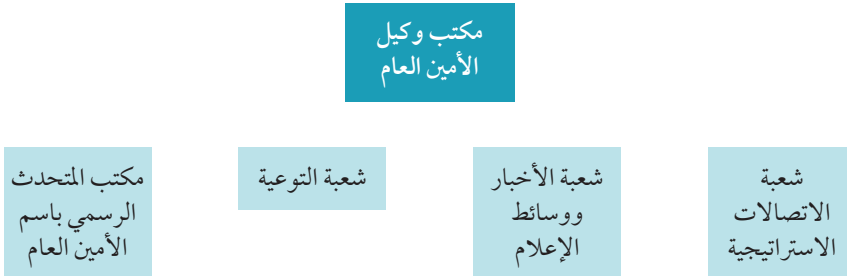 مكتب وكيل
الأمين العام
شعبة
الاتصالات
الاستراتيجية
شعبة الأخبار
ووسائط
الإعلام
شعبة التوعية
مكتب المتحدث
الرسمي باسم
الأمين العام